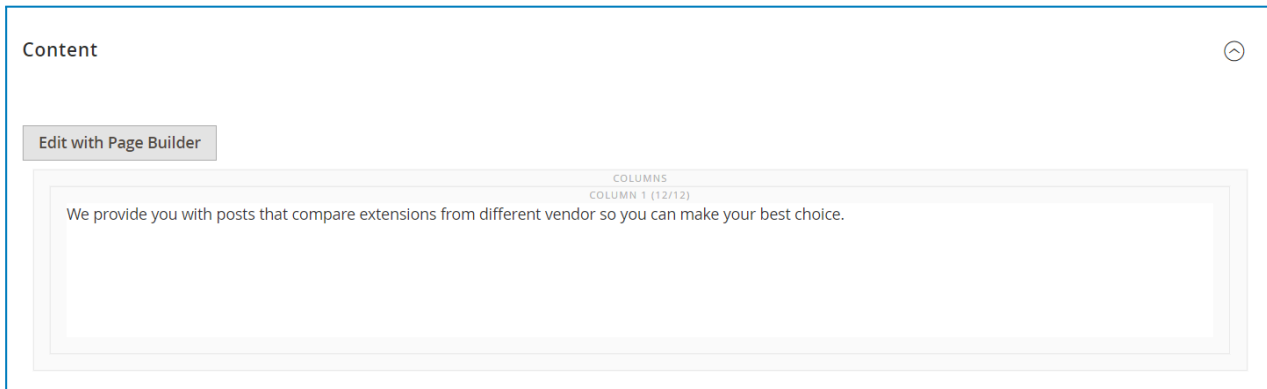 Content
Edit with Page Builder
COLUMNS
COLUMN 1 (12/12)
We provide you with posts that compare extensions from different vendor so you can make your best choice.